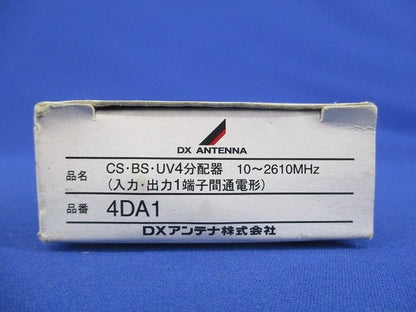 DX ANTENNA
品名 CS・BS・UV4分配器 10～2610MHz
(入力・出力1端子間通電形)
品番 4DA1
DXアンテナ株式会社